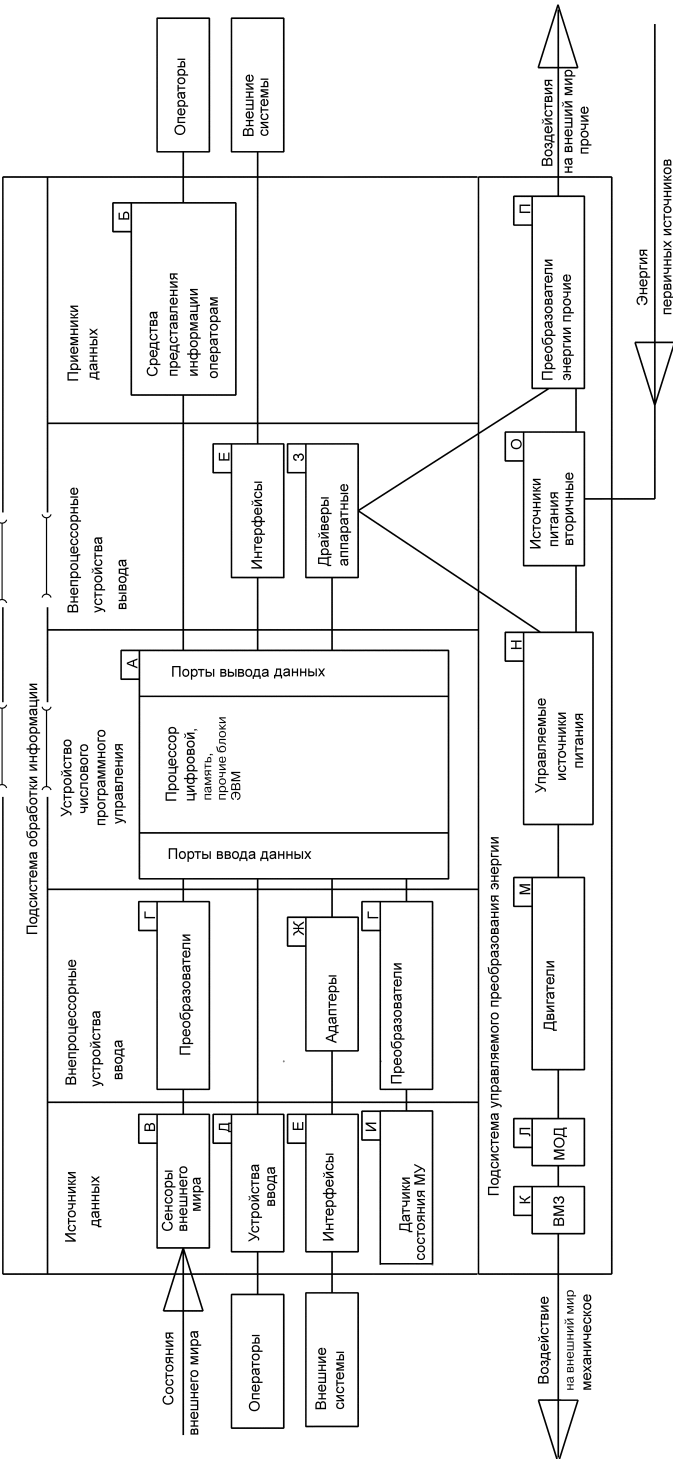 Подсистема обработки информации
Источники
данных
Внепроцессорные
устройства
ввода
Устройство
числового
программного
управления
Внепроцессорные
устройства
вывода
Приемники
данных
Состояния
внешнего мира
В
Сенсоры
внешнего
мира
Г
Преобразователи
Операторы
Д
Устройства
ввода
Внешние
системы
Е
Интерфейсы
Ж
Адаптеры
И
Датчики
состояния МУ
Г
Преобразователи
А
Порты ввода данных
Процессор
цифровой,
память,
прочие блоки
ЭВМ
Порты вывода данных
Е
Интерфейсы
З
Драйверы
аппаратные
Б
Средства
представления
информации
операторам
Операторы
Внешние
системы
Подсистема управляемого преобразования энергии
Воздействие
на внешний мир
механическое
К
ВМЗ
Л
МОД
М
Двигатели
Н
Управляемые
источники
питания
О
Источники
питания
вторичные
П
Преобразователи
энергии прочие
Воздействия
на внеший мир
прочие
Энергия
первичных источников